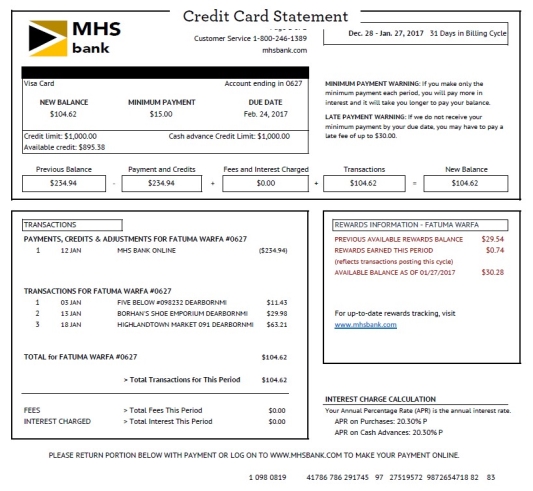 Credit Card Statement
MHS
bank
Customer Service 1-800-246-1389
mhsbank.com
Dec. 28 - Jan. 27, 2017 31 Days in Billing Cycle
Visa Card Account ending in 0627
NEW BALANCE MINIMUM PAYMENT DUE DATE
$104.62 $15.00 Feb. 24, 2017
Credit limit: $1,000.00 Cash advance Credit Limit: $1,000.00
Available credit: $895.38
MINIMUM PAYMENT WARNING: If you make only the
minimum payment each period, you will pay more in
interest and it will take you longer to pay your balance.
LATE PAYMENT WARNING: If we do not receive your
minimum payment by your due date, you may have to pay a
late fee of up to $30.00.
Previous Balance Payment and Credits Fees and Interest Charged Transactions New Balance
$234.94 - $234.94 + $0.00 + $104.62 = $104.62
TRANSACTIONS
PAYMENTS, CREDITS & ADJUSTMENTS FOR FATUMA WARFA #0627
1 12 JAN MHS BANK ONLINE ($234.94)
TRANSACTIONS FOR FATUMA WARFA #0627
1 03 JAN FIVE BELOW #098232 DEARBORNMI $11.43
2 13 JAN BORHAN'S SHOE EMPORIUM DEARBORNMI $29.98
3 18 JAN HIGHLANDTOWN MARKET 091 DEARBORNMI $63.21
TOTAL for FATUMA WARFA #0627 $104.62
> Total Transactions for This Period $104.62
FEES > Total Fees This Period $0.00
INTEREST CHARGED > Total Interest This Period $0.00
REWARDS INFORMATION - FATUMA WARFA
PREVIOUS AVAILABLE REWARDS BALANCE $29.54
REWARDS EARNED THIS PERIOD $0.74
(reflects transactions posting this cycle)
AVAILABLE BALANCE AS OF 01/27/2017 $30.28
For up-to-date rewards tracking, visit
www.mhsbank.com
INTEREST CHARGE CALCULATION
Your Annual Percentage Rate (APR) is the annual interest rate.
APR on Purchases: 20.30% P
APR on Cash Advances: 20.30% P
PLEASE RETURN PORTION BELOW WITH PAYMENT OR LOG ON TO WWW.MHSBANK.COM TO MAKE YOUR PAYMENT ONLINE.
1 098 0819 41786 786 291745 97 27519572 9872654718 82 83